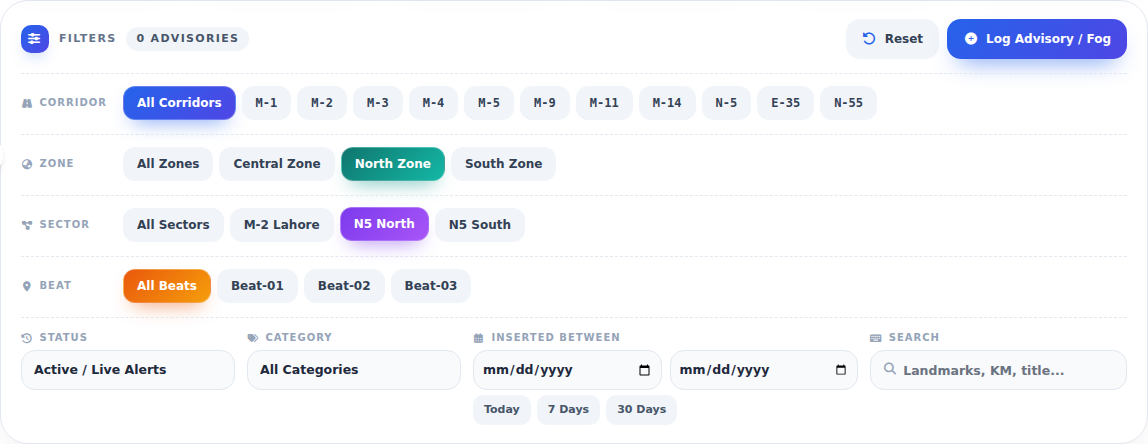 FILTERS 0 ADVISORIES Reset Log Advisory / Fog
CORRIDOR All Corridors M-1 M-2 M-3 M-4 M-5 M-9 M-11 M-14 N-5 E-35 N-55
ZONE All Zones Central Zone North Zone South Zone
SECTOR All Sectors M-2 Lahore N5 North N5 South
BEAT All Beats Beat-01 Beat-02 Beat-03
STATUS CATEGORY INSERTED BETWEEN SEARCH
Active / Live Alerts All Categories mm/dd/yyyy mm/dd/yyyy Landmarks, KM, title...
Today 7 Days 30 Days